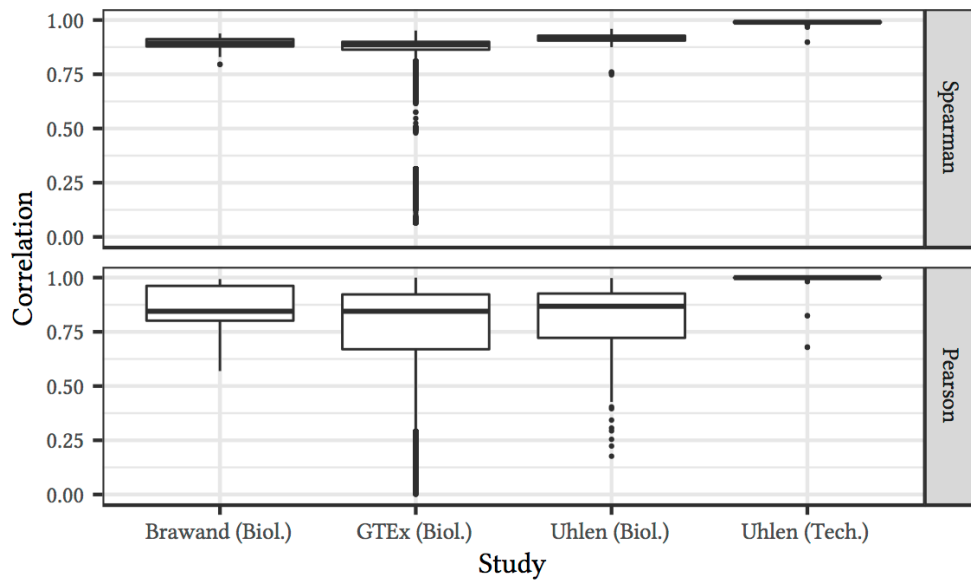 1.00
0.75
0.50
0.25
0.00
Spearman
1.00
0.75
0.50
0.25
0.00
Pearson
Correlation
Brawand (Biol.) GTEx (Biol.) Uhlen (Biol.) Uhlen (Tech.)
Study